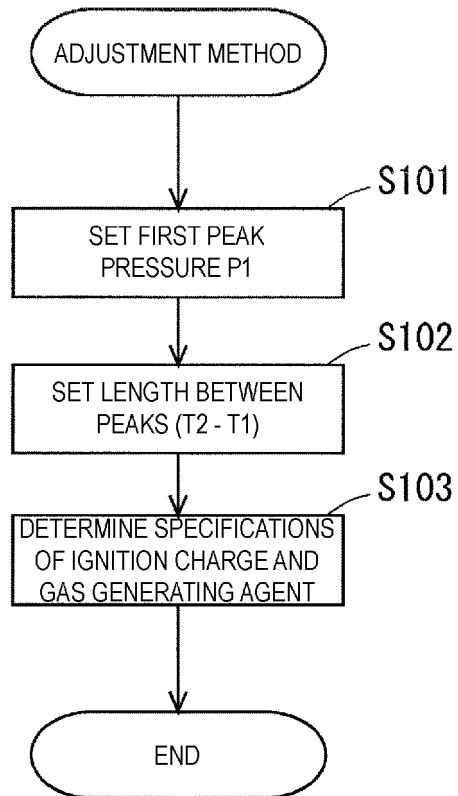 ADJUSTMENT METHOD
S101
SET FIRST PEAK
PRESSURE P1
S102
SET LENGTH BETWEEN
PEAKS (T2 - T1)
S103
DETERMINE SPECIFICATIONS
OF IGNITION CHARGE AND
GAS GENERATING AGENT
END